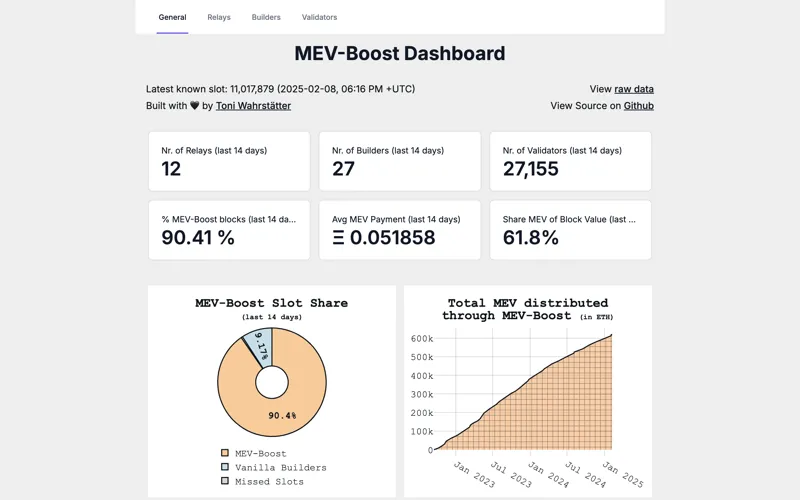 General Relays Builders Validators
MEV-Boost Dashboard
Latest known slot: 11,017,879 (2025-02-08, 06:16 PM +UTC)
View raw data
Built with 🖤 by Toni Wahrstätter
View Source on Github
Nr. of Relays (last 14 days)
12
Nr. of Builders (last 14 days)
27
Nr. of Validators (last 14 days)
27,155
% MEV-Boost blocks (last 14 da...
90.41 %
Avg MEV Payment (last 14 days)
Ξ 0.051858
Share MEV of Block Value (last ...
61.8%
MEV-Boost Slot Share
(last 14 days)
9.17%
90.4%
MEV-Boost
Vanilla Builders
Missed Slots
Total MEV distributed
through MEV-Boost (in ETH)
600k
500k
400k
300k
200k
100k
0
Jan 2023
Jul 2023
Jan 2024
Jul 2024
Jan 2025